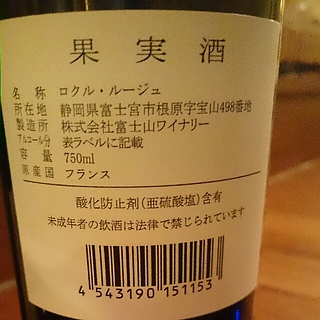 果実酒
名称 ロクル・ルージュ
所在地 静岡県富士宮市根原字宝山498番地
製造所 株式会社富士山ワイナリー
アルコール分 表ラベルに記載
容量 750ml
原産国 フランス
酸化防止剤(亜硫酸塩)含有
未成年者の飲酒は法律で禁じられています
4 543190 151153